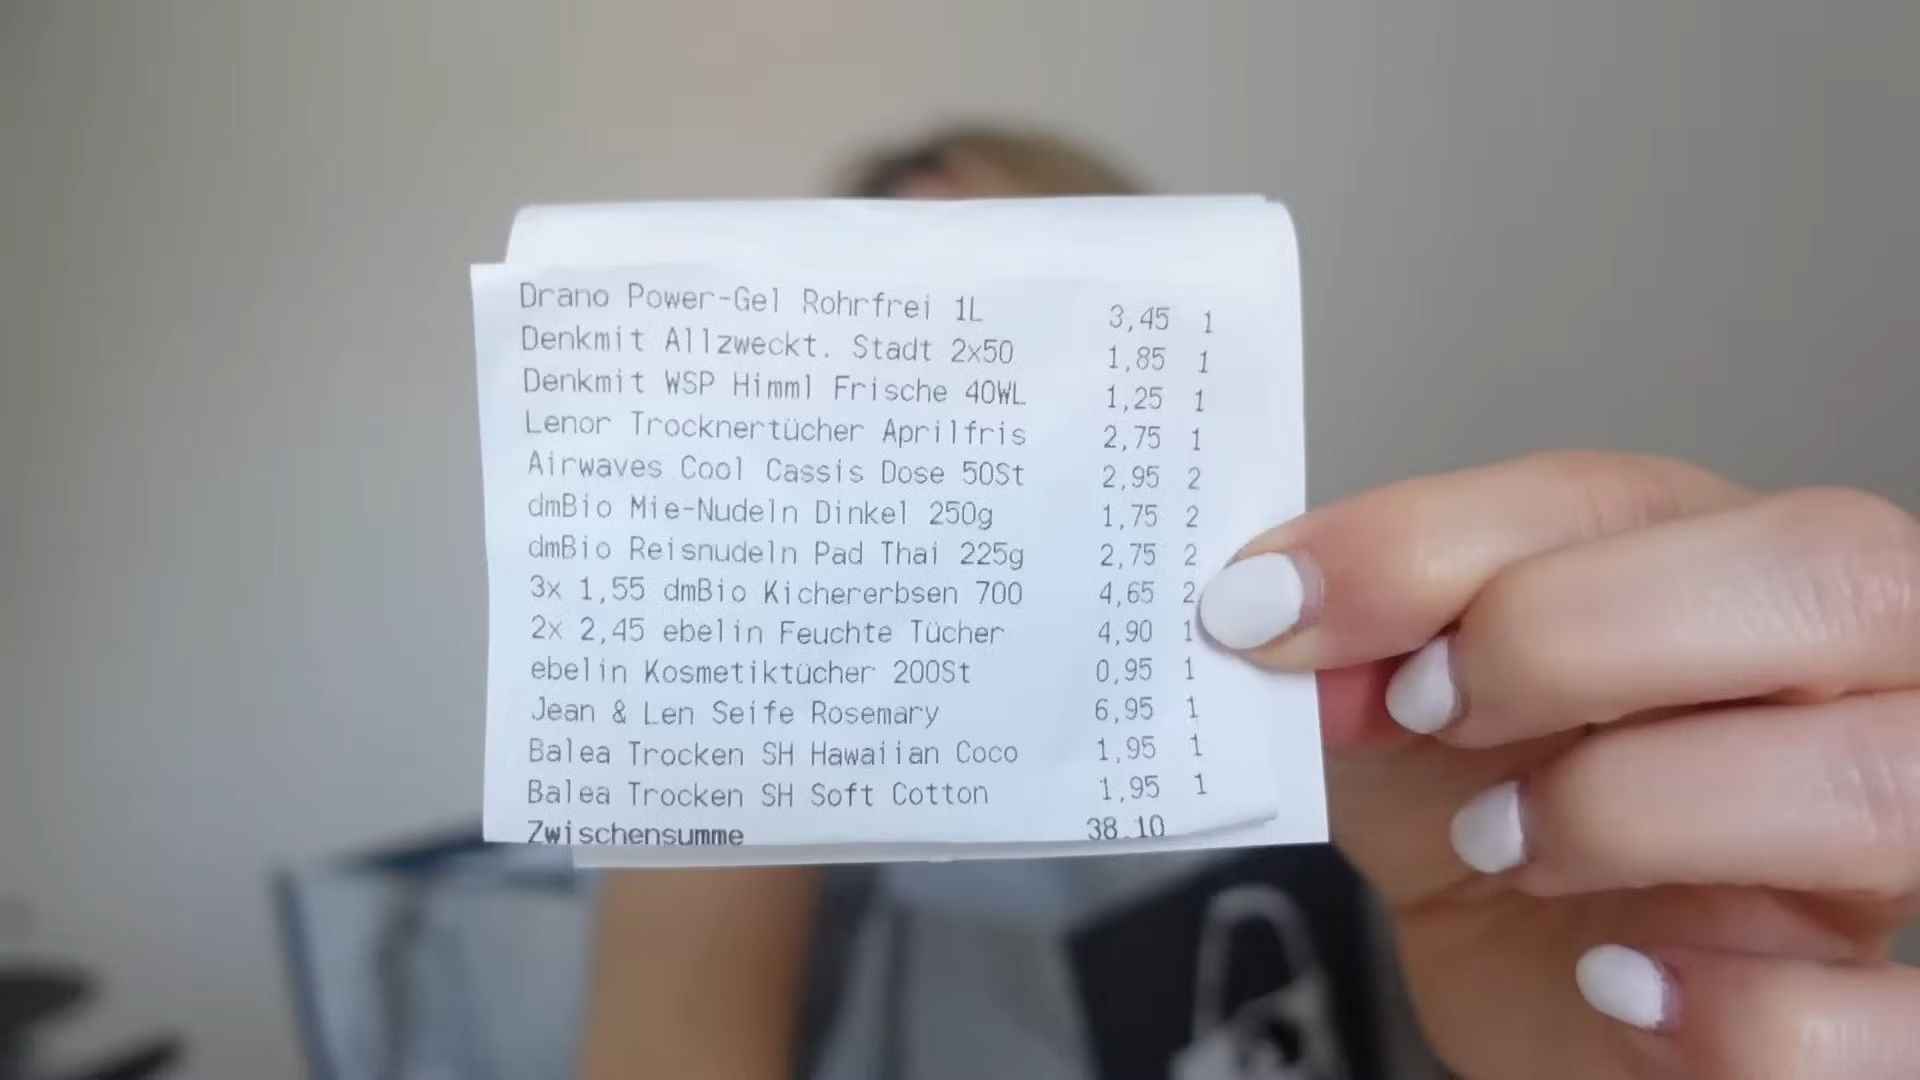 Drano Power-Gel Rohrfrei 1L 3,45 1
Denkmit Allzweckt. Stadt 2x50 1,85 1
Denkmit WSP Himml Frische 40WL 1,25 1
Lenor Trocknertücher Aprilfris 2,75 1
Airwaves Cool Cassis Dose 50St 2,95 2
dmBio Mie-Nudeln Dinkel 250g 1,75 2
dmBio Reisnudeln Pad Thai 225g 2,75 2
3x 1,55 dmBio Kichererbsen 700 4,65 2
2x 2,45 ebelin Feuchte Tücher 4,90 1
ebelin Kosmetiktücher 200St 0,95 1
Jean & Len Seife Rosemary 6,95 1
Balea Trocken SH Hawaiian Coco 1,95 1
Balea Trocken SH Soft Cotton 1,95 1
Zwischensumme 38,10